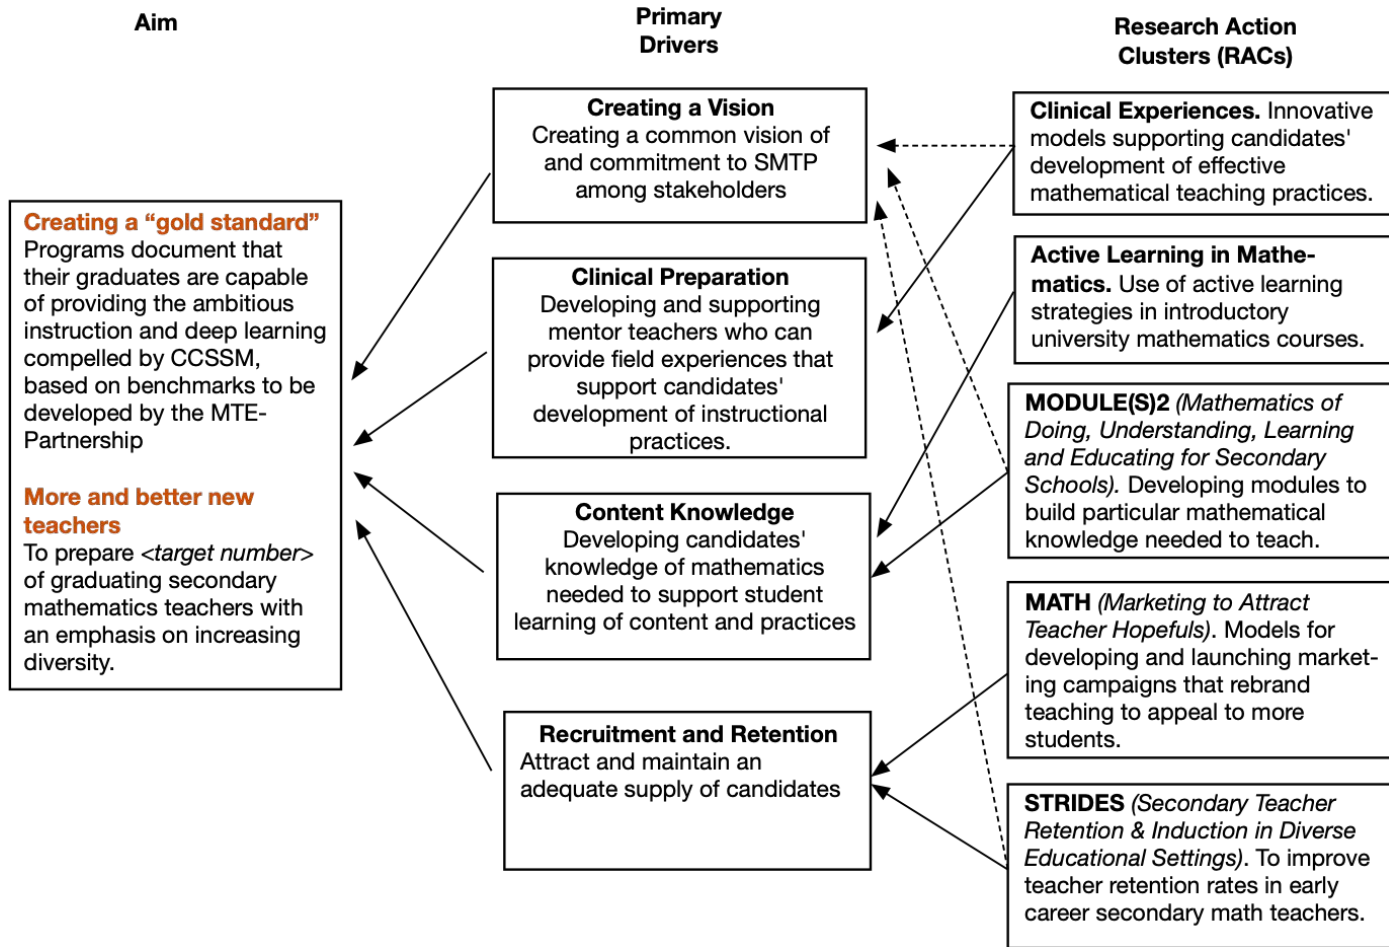 Aim
Primary
Drivers
Research Action
Clusters (RACs)
Creating a “gold standard”
Programs document that
their graduates are capable
of providing the ambitious
instruction and deep learning
compelled by CCSSM,
based on benchmarks to be
developed by the MTE-
Partnership
More and better new
teachers
To prepare <target number>
of graduating secondary
mathematics teachers with
an emphasis on increasing
diversity.
Creating a Vision
Creating a common vision of
and commitment to SMTP
among stakeholders
Clinical Preparation
Developing and supporting
mentor teachers who can
provide field experiences that
support candidates'
development of instructional
practices.
Content Knowledge
Developing candidates'
knowledge of mathematics
needed to support student
learning of content and practices
Recruitment and Retention
Attract and maintain an
adequate supply of candidates
Clinical Experiences. Innovative
models supporting candidates'
development of effective
mathematical teaching practices.
Active Learning in Mathe-
matics. Use of active learning
strategies in introductory
university mathematics courses.
MODULE(S)2 (Mathematics of
Doing, Understanding, Learning
and Educating for Secondary
Schools). Developing modules to
build particular mathematical
knowledge needed to teach.
MATH (Marketing to Attract
Teacher Hopefuls). Models for
developing and launching market-
ing campaigns that rebrand
teaching to appeal to more
students.
STRIDES (Secondary Teacher
Retention & Induction in Diverse
Educational Settings). To improve
teacher retention rates in early
career secondary math teachers.